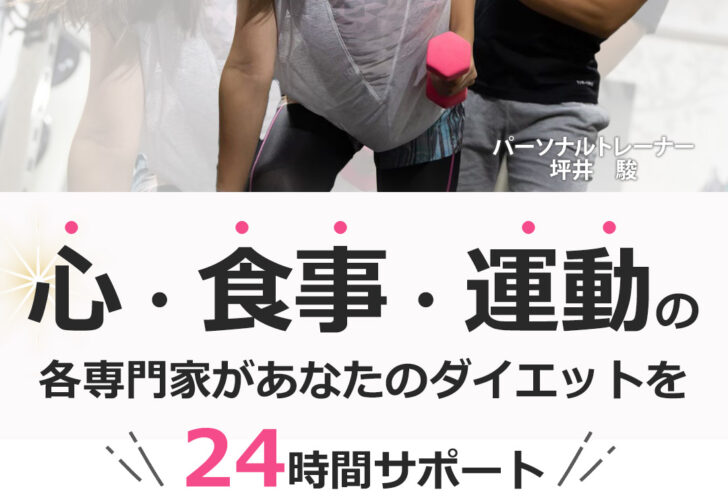 パーソナルトレーナー
坪井 駿
心・食事・運動の
各専門家があなたのダイエットを
24時間サポート